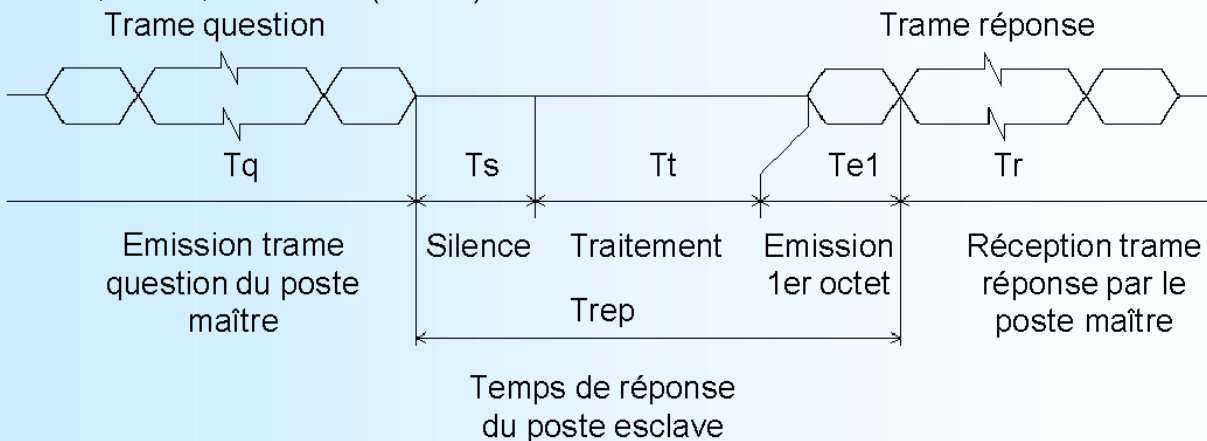 Trame question
Trame réponse
Tq
Ts
Tt
Te1
Tr
Emission trame
question du poste
maître
Silence
Traitement
Emission
1er octet
Réception trame
réponse par le
poste maître
Trep
Temps de réponse
du poste esclave